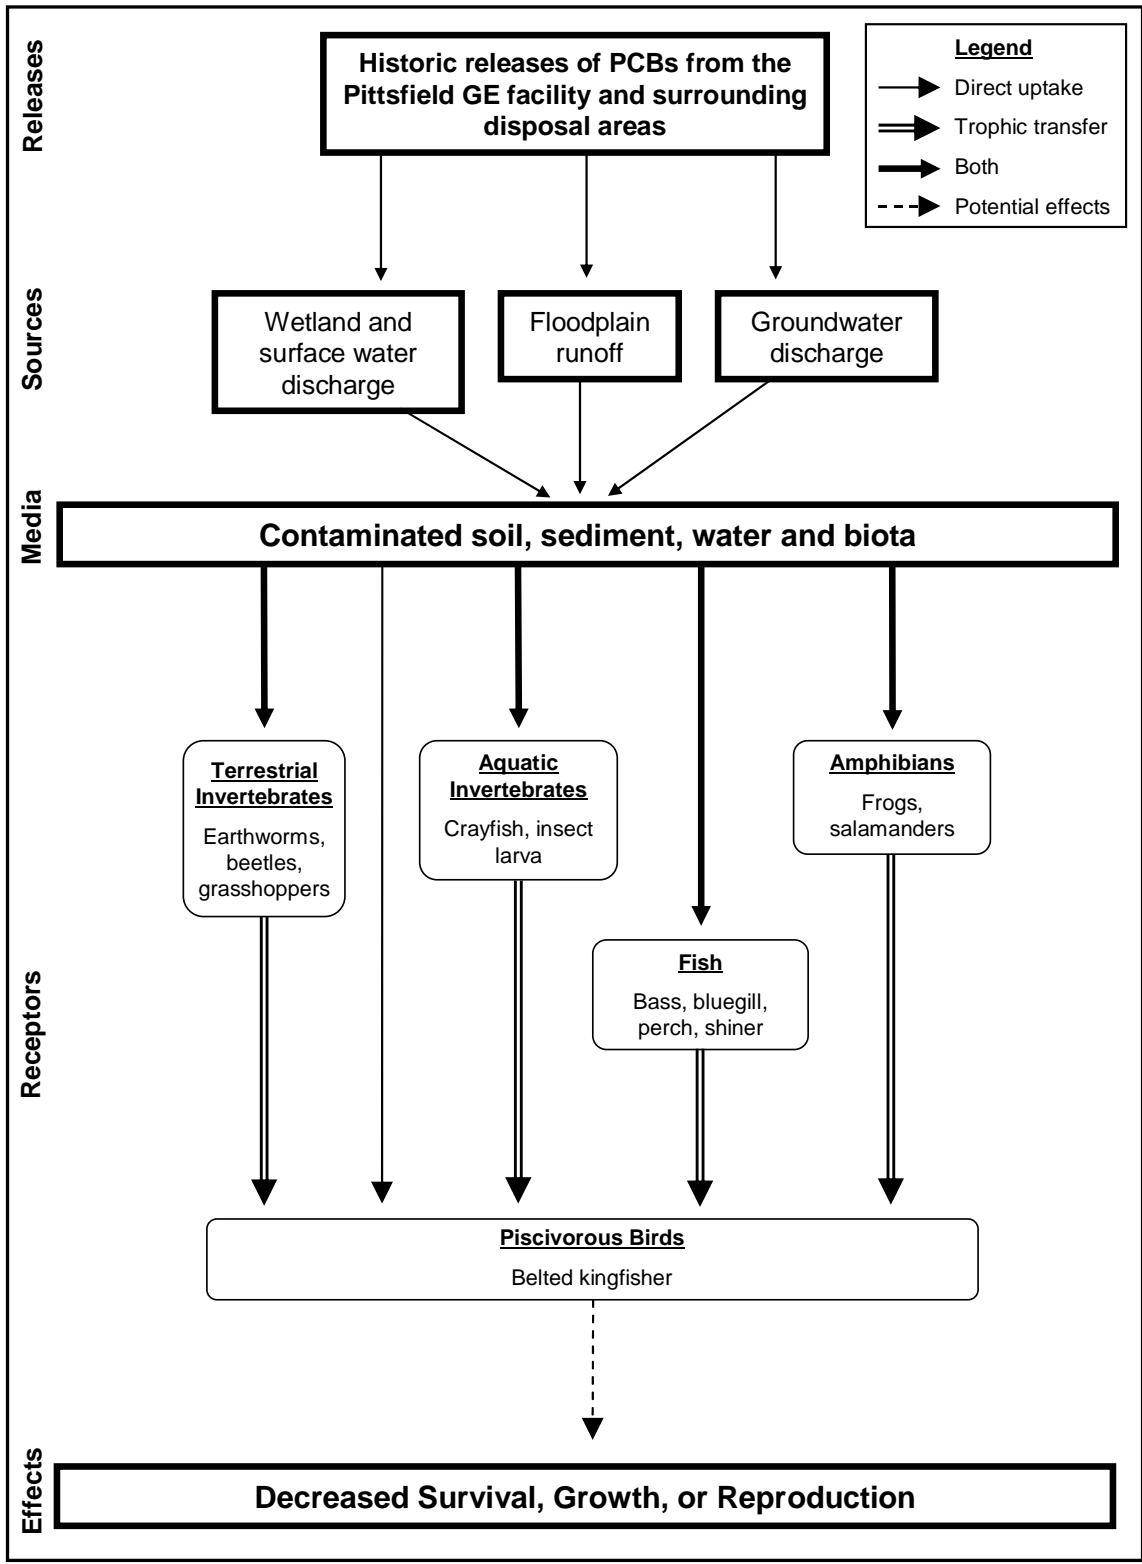 Releases
Historic releases of PCBs from the
Pittsfield GE facility and surrounding
disposal areas
Legend
Direct uptake
Trophic transfer
Both
Potential effects
Sources
Wetland and
surface water
discharge
Floodplain
runoff
Groundwater
discharge
Media
Contaminated soil, sediment, water and biota
Receptors
Terrestrial
Invertebrates
Earthworms,
beetles,
grasshoppers
Aquatic
Invertebrates
Crayfish, insect
larva
Amphibians
Frogs,
salamanders
Fish
Bass, bluegill,
perch, shiner
Piscivorous Birds
Belted kingfisher
Effects
Decreased Survival, Growth, or Reproduction